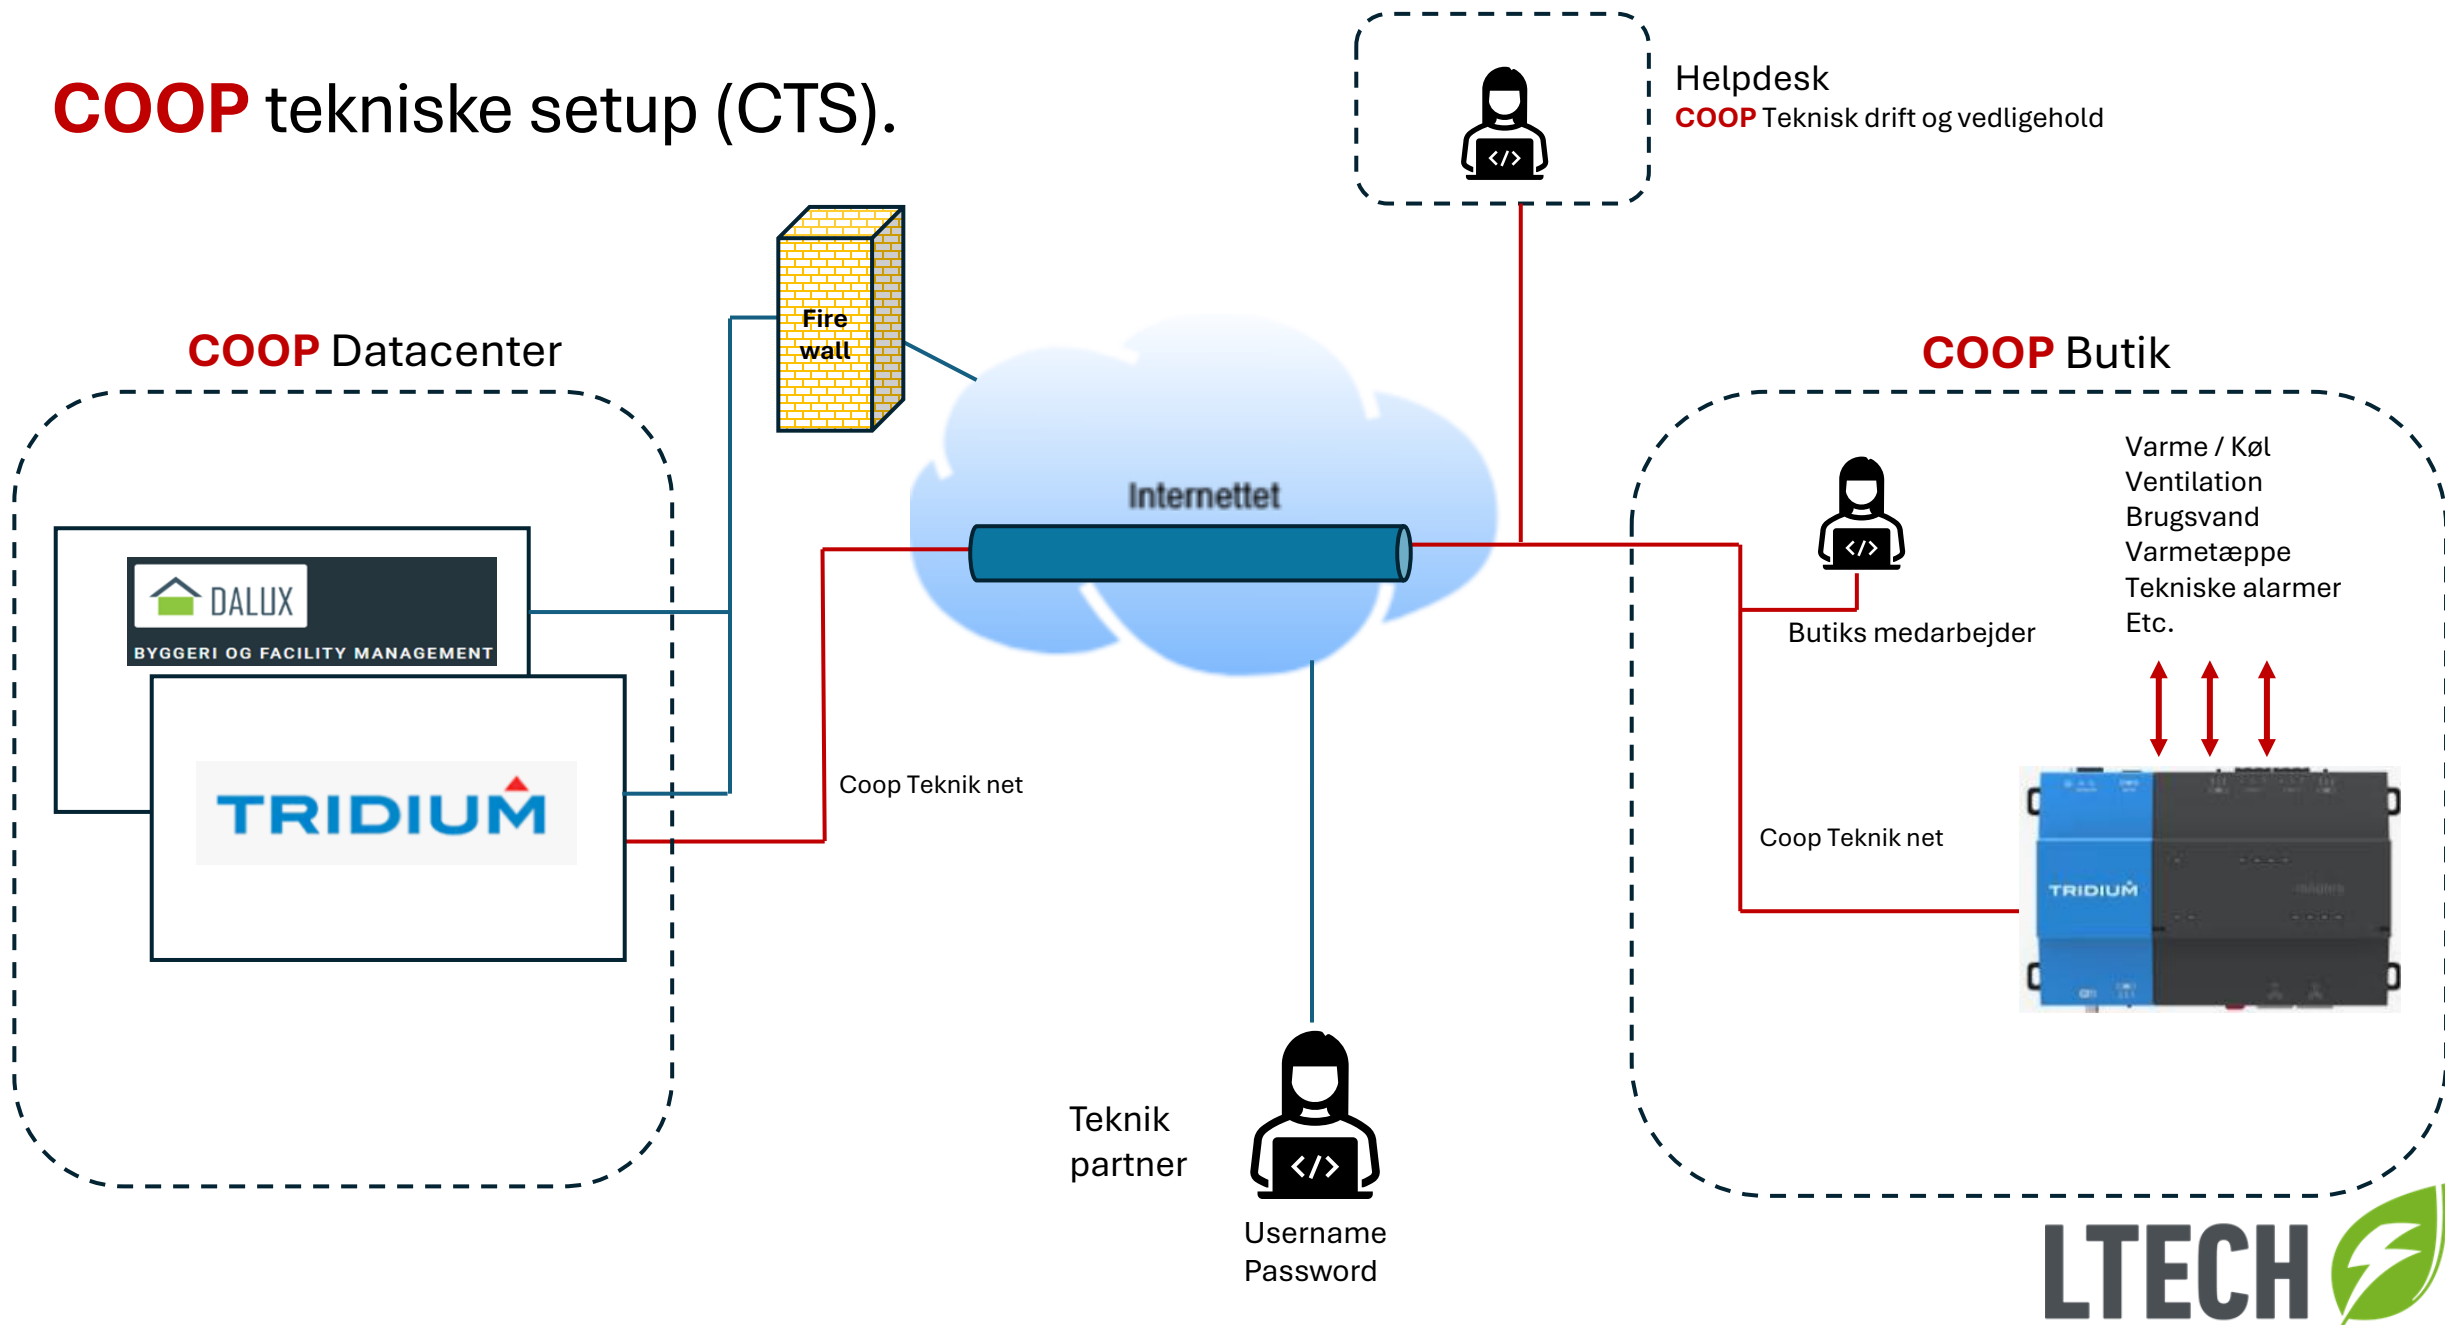 COOP tekniske setup (CTS).
Helpdesk
COOP Teknisk drift og vedligehold
Fire
wall
COOP Datacenter
COOP Butik
Internettet
DALUX
BYGGERI OG FACILITY MANAGEMENT
TRIDIUM
Coop Teknik net
Varme / Køl
Ventilation
Brugsvand
Varmetæppe
Tekniske alarmer
Etc.
</>
Butiks medarbejder
Coop Teknik net
TRIDIUM
Teknik
partner
</>
Username
Password
</>
LTECH